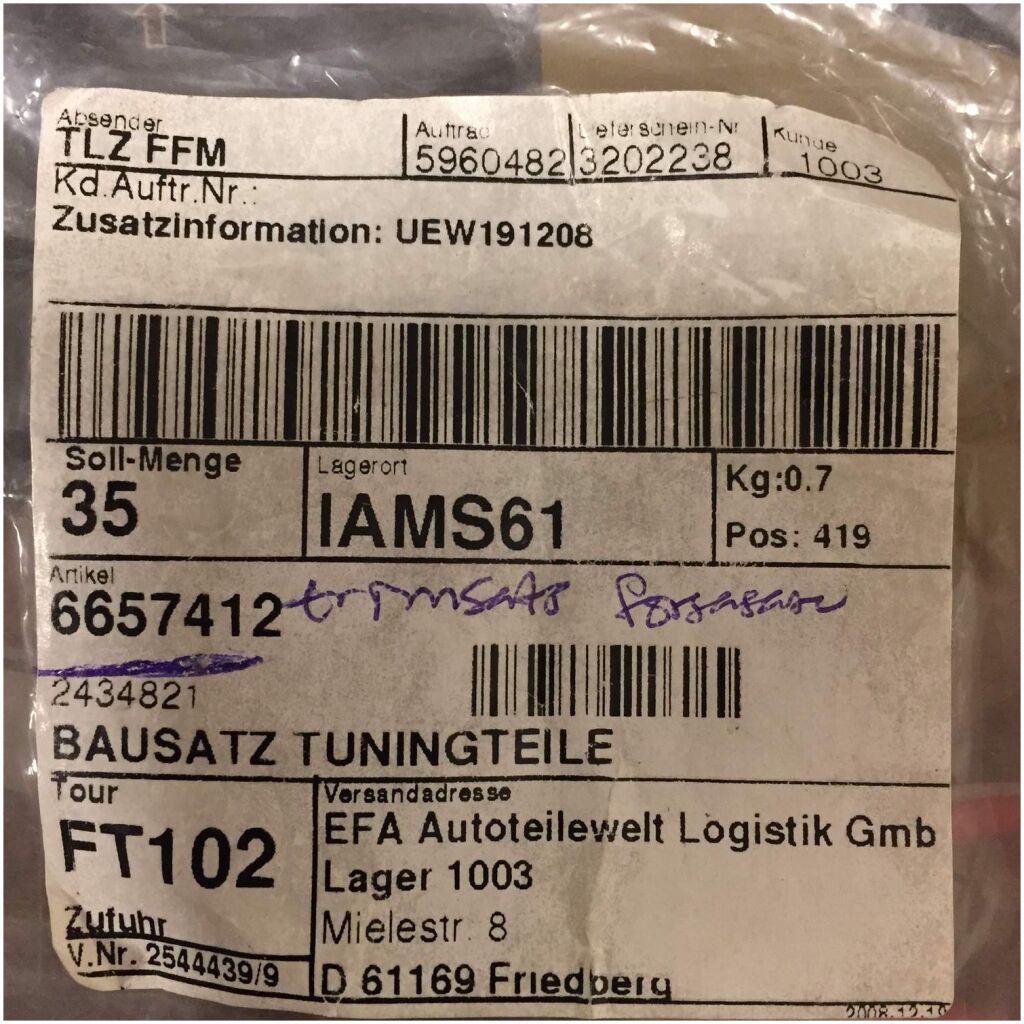 Absender Auftrag Lieferschein-Nr Kunde
TLZ FFM 5960482 3202238 1003
Kd.Auftr.Nr.:
Zusatzinformation: UEW191208
Soll-Menge Lagerort Kg:0.7
35 IAMS61 Pos: 419
Artikel
6657412
2434821
BAUSATZ TUNINGTEILE
Tour Versandadresse
FT102 EFA Autoteilewelt Logistik Gmb
Lager 1003
Zufuhr Mielestr. 8
V.Nr. 2544439/9 D 61169 Friedberg